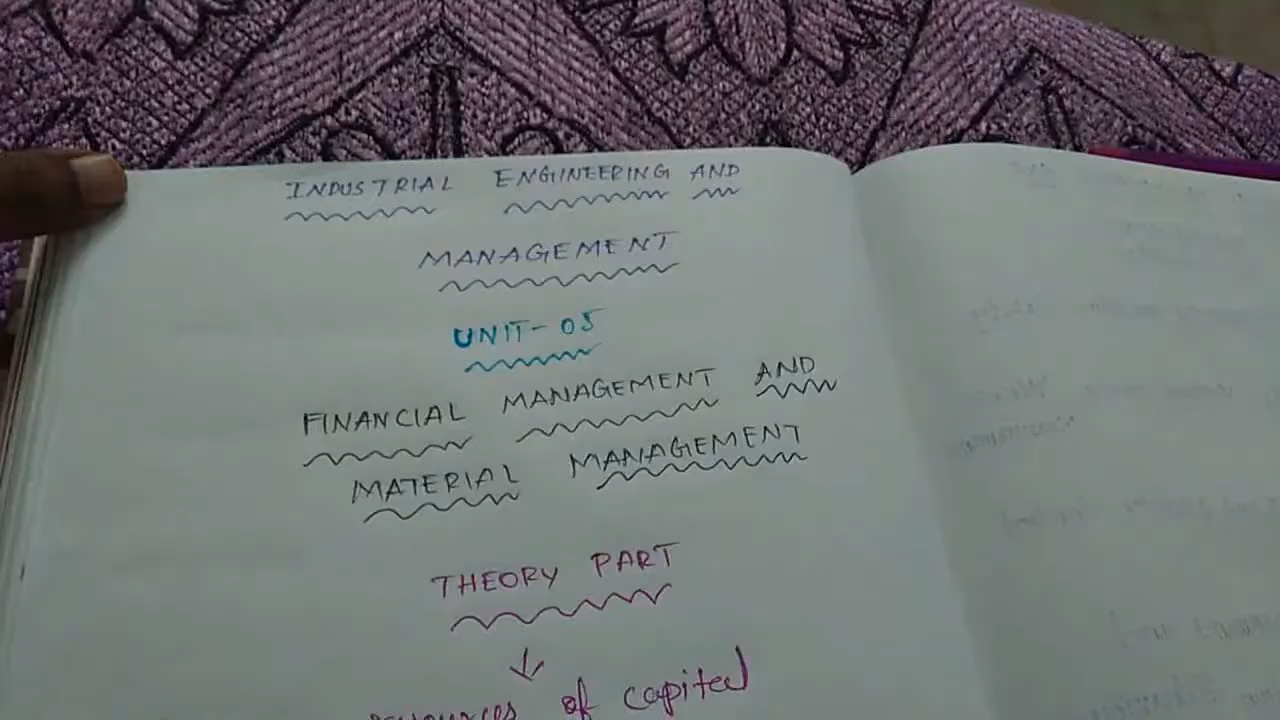 INDUSTRIAL ENGINEERING AND
MANAGEMENT
UNIT-05
FINANCIAL MANAGEMENT AND
MATERIAL MANAGEMENT
THEORY PART
of capital